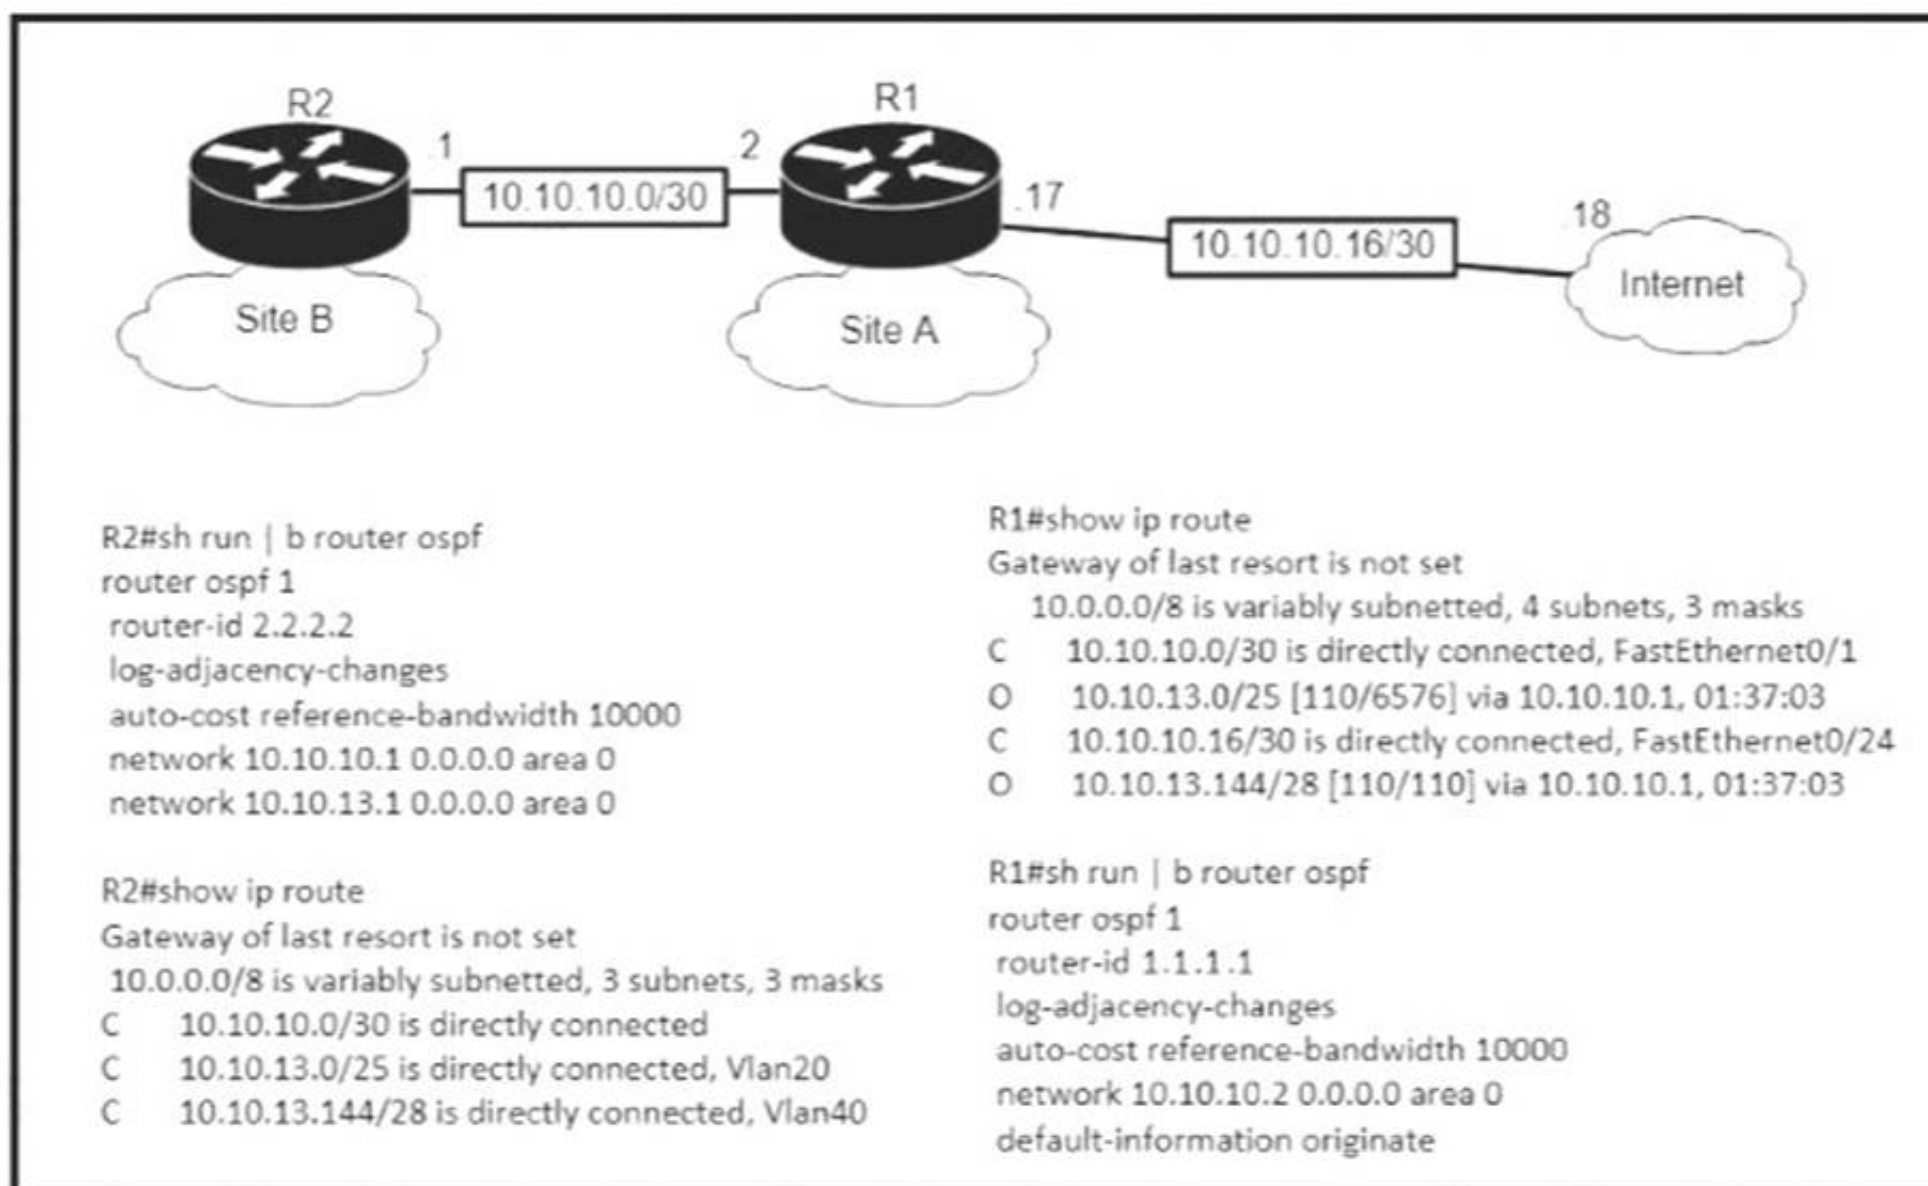 R2
R1
.1
.2
10.10.10.0/30
.17
.18
10.10.10.16/30
Internet
Site B
Site A
R2#sh run | b router ospf
router ospf 1
router-id 2.2.2.2
log-adjacency-changes
auto-cost reference-bandwidth 10000
network 10.10.10.1 0.0.0.0 area 0
network 10.10.13.1 0.0.0.0 area 0
R2#show ip route
Gateway of last resort is not set
10.0.0.0/8 is variably subnetted, 3 subnets, 3 masks
C 10.10.10.0/30 is directly connected
C 10.10.13.0/25 is directly connected, Vlan20
C 10.10.13.144/28 is directly connected, Vlan40
R1#show ip route
Gateway of last resort is not set
10.0.0.0/8 is variably subnetted, 4 subnets, 3 masks
C 10.10.10.0/30 is directly connected, FastEthernet0/1
O 10.10.13.0/25 [110/6576] via 10.10.10.1, 01:37:03
C 10.10.10.16/30 is directly connected, FastEthernet0/24
O 10.10.13.144/28 [110/110] via 10.10.10.1, 01:37:03
R1#sh run | b router ospf
router ospf 1
router-id 1.1.1.1
log-adjacency-changes
auto-cost reference-bandwidth 10000
network 10.10.10.2 0.0.0.0 area 0
default-information originate